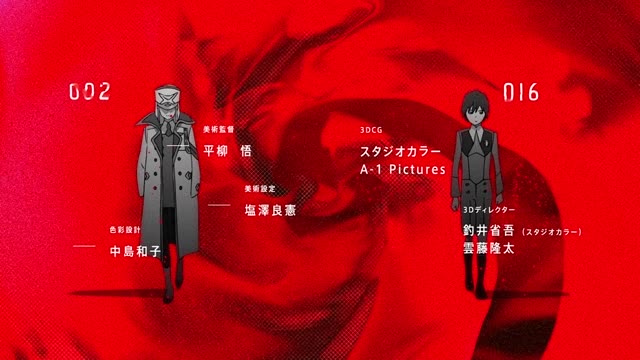 002
美術監督
平柳 悟
美術設定
塩澤良憲
色彩設計
中島和子
016
3DCG
スタジオカラー
A-1 Pictures
3Dディレクター
釣井省吾 (スタジオカラー)
雲藤隆太